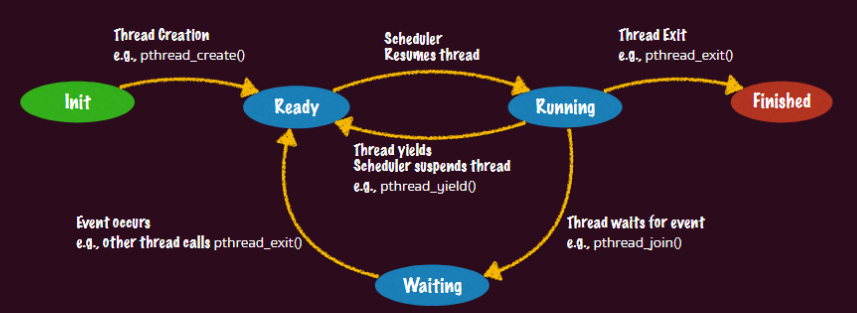 Thread Creation
e.g., pthread_create()
Scheduler
Resumes thread
Thread Exit
e.g., pthread_exit()
Init
Ready
Running
Finished
Thread yields
Scheduler suspends thread
e.g., pthread_yield()
Event occurs
e.g., other thread calls pthread_exit()
Thread waits for event
e.g., pthread_join()
Waiting